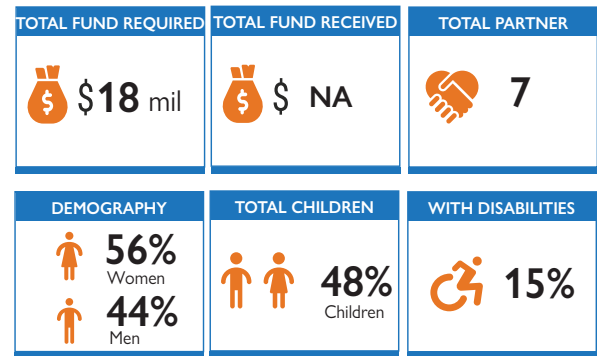 TOTAL FUND REQUIRED
$
$18 mil
TOTAL FUND RECEIVED
$
$ NA
TOTAL PARTNER
7
DEMOGRAPHY
56%
Women
44%
Men
TOTAL CHILDREN
48%
Children
WITH DISABILITIES
15%